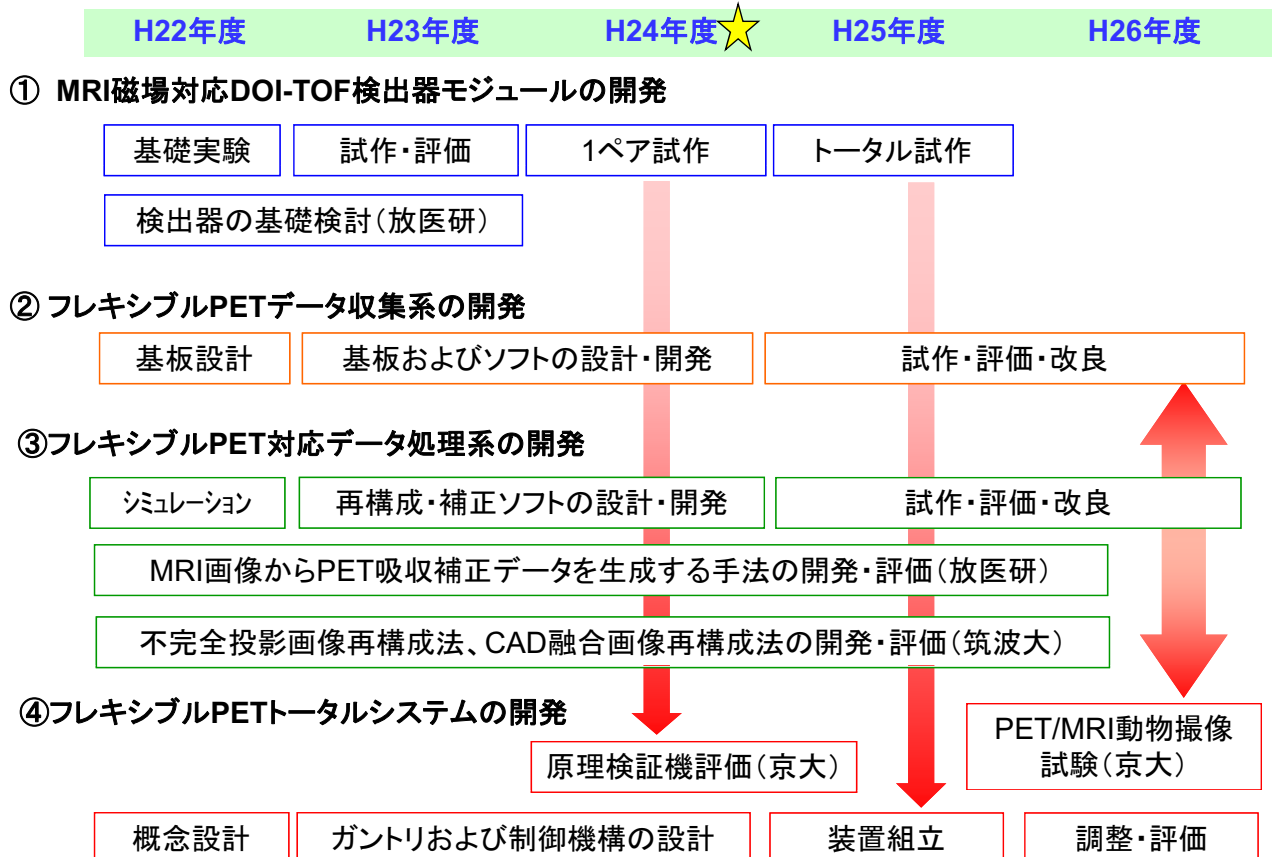 H22年度 H23年度 H24年度 H25年度 H26年度
① MRI磁場対応DOI-TOF検出器モジュールの開発
基礎実験 試作・評価 1ペア試作 トータル試作
検出器の基礎検討(放医研)
② フレキシブルPETデータ収集系の開発
基板設計 基板およびソフトの設計・開発 試作・評価・改良
③フレキシブルPET対応データ処理系の開発
シミュレーション 再構成・補正ソフトの設計・開発 試作・評価・改良
MRI画像からPET吸収補正データを生成する手法の開発・評価(放医研)
不完全投影画像再構成法、CAD融合画像再構成法の開発・評価(筑波大)
④フレキシブルPETトータルシステムの開発
原理検証機評価(京大)
PET/MRI動物撮像
試験(京大)
概念設計 ガントリおよび制御機構の設計 装置組立 調整・評価